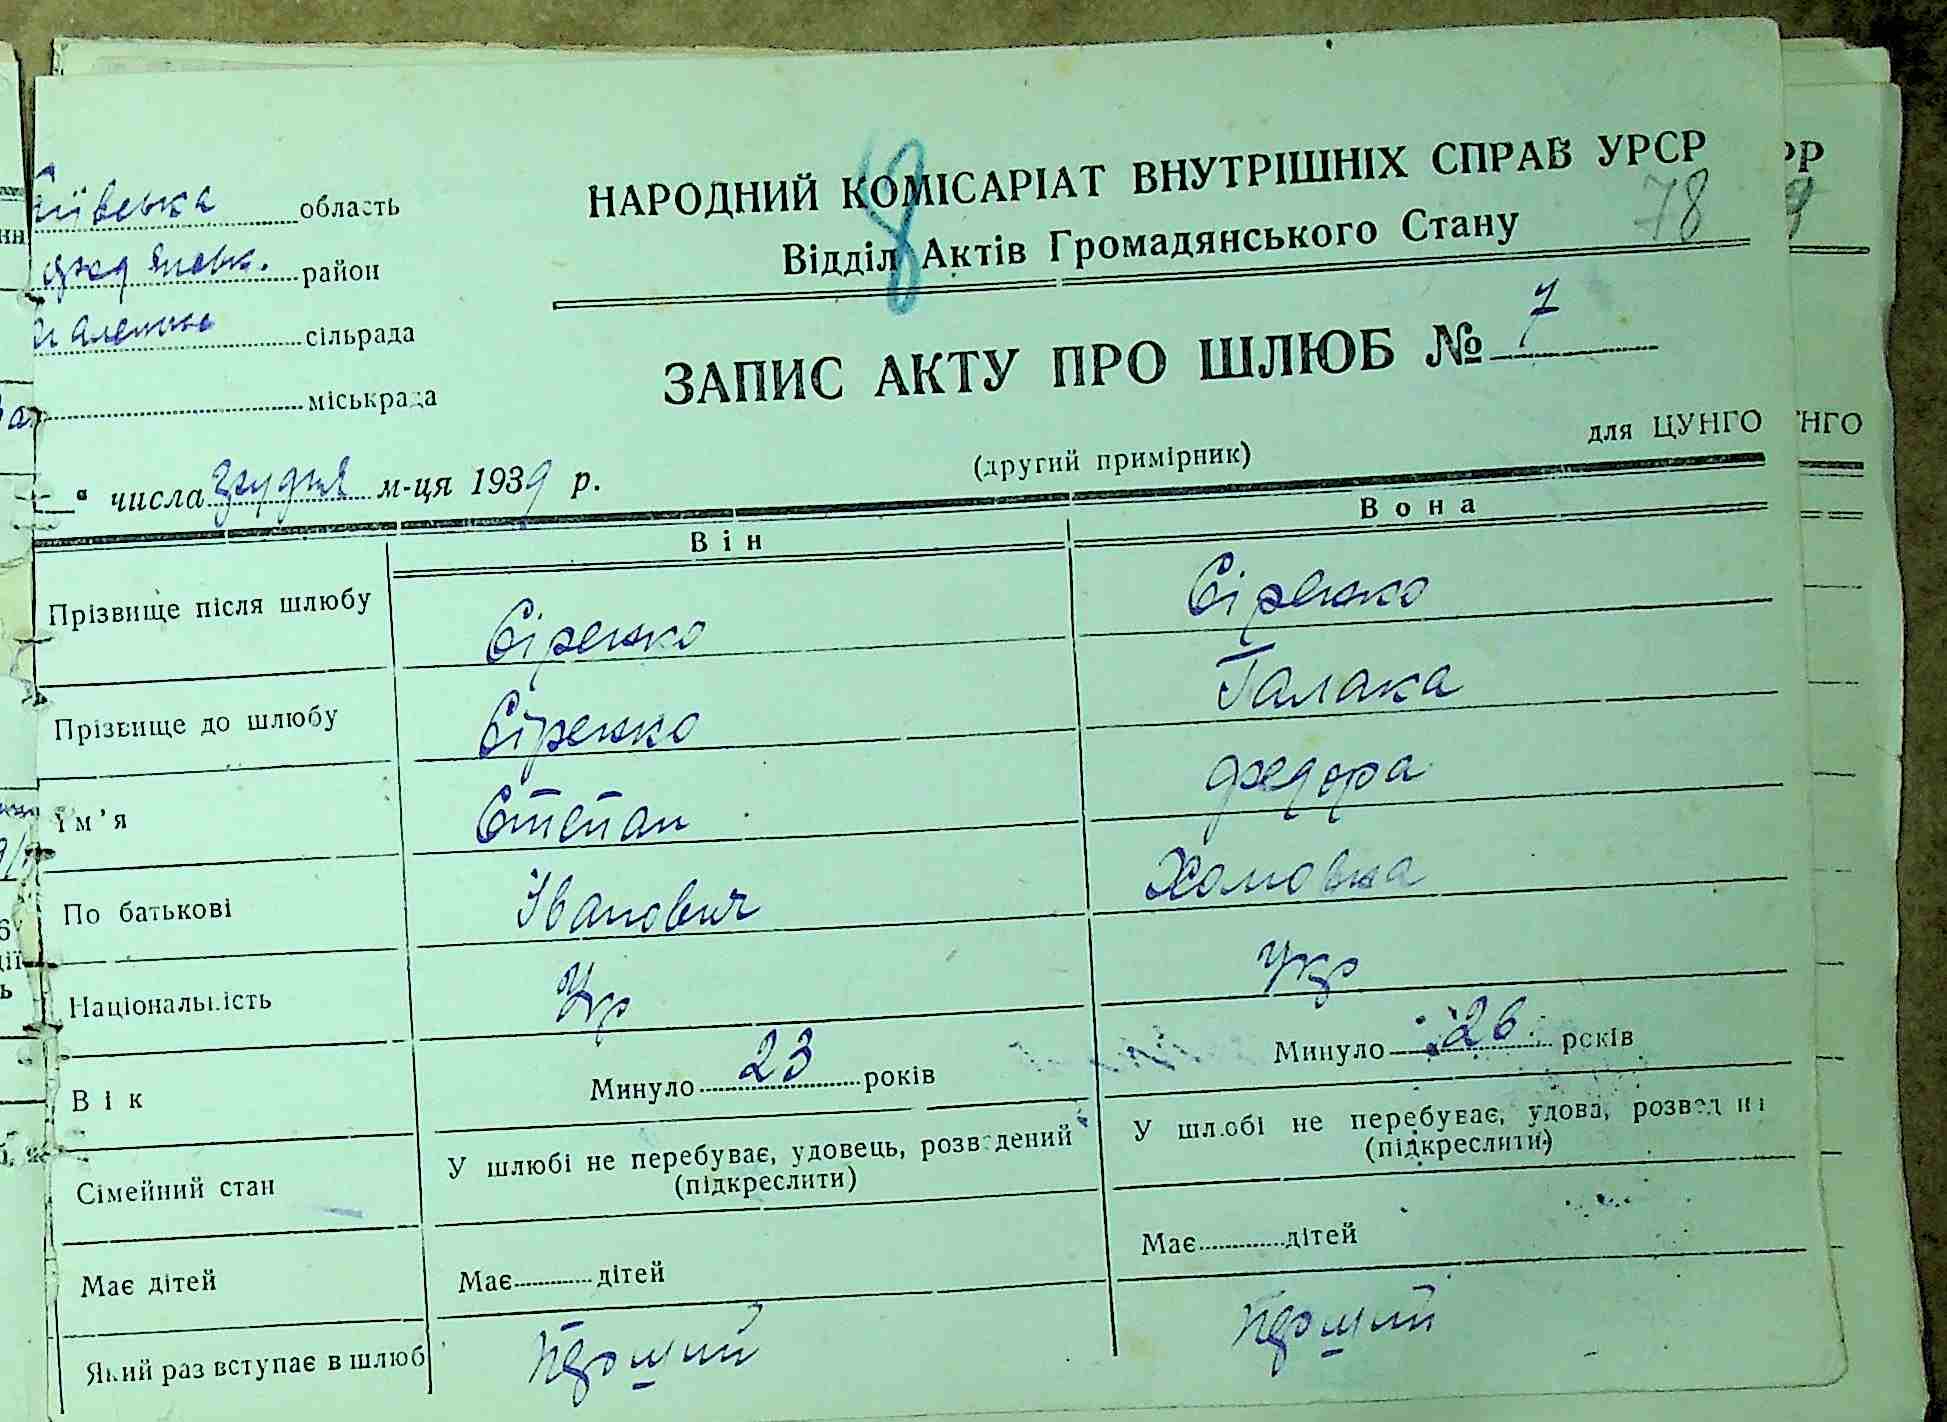 НАРОДНИЙ КОМІСАРІАТ ВНУТРІШНІХ СПРАВ УРСР
8
78
Відділ Актів Громадянського Стану
иївська область
район
сільрада
міськрада
ЗАПИС АКТУ ПРО ШЛЮБ № 7
(другий примірник)
для ЦУНГО
" числа грудня м-ця 1939 р.
Він Вона
Прізвище після шлюбу Сіренко Сіренко
Прізвище до шлюбу Сіренко Галака
Ім'я Степан Федора
По батькові Іванович Хомовна
Національність Укр Укр
Вік Минуло 23 років Минуло 26 років
Сімейний стан У шлюбі не перебуває, удовець, розведений (підкреслити) У шлюбі не перебуває, удова, розвед (підкреслити)
Має дітей Має дітей Має дітей
Який раз вступає в шлюб Перший Перший